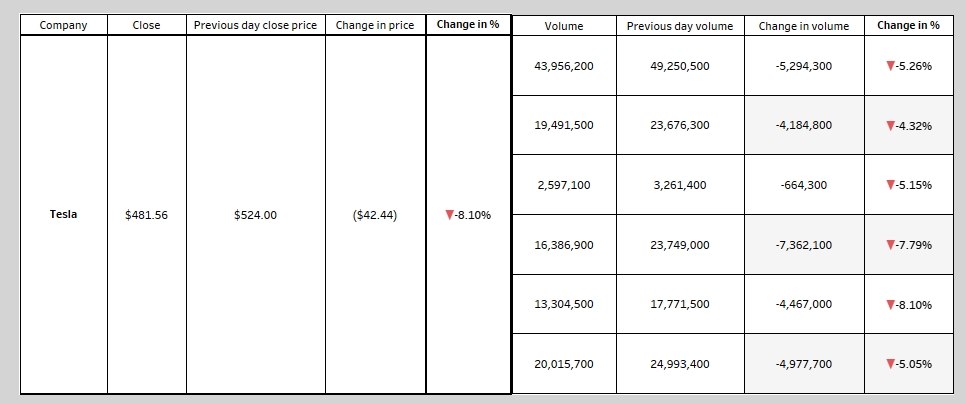 Company Close Previous day close price Change in price Change in % Volume Previous day volume Change in volume Change in %
43,956,200 49,250,500 -5,294,300 ▼-5.26%
19,491,500 23,676,300 -4,184,800 ▼-4.32%
2,597,100 3,261,400 -664,300 ▼-5.15%
Tesla $481.56 $524.00 ($42.44) ▼-8.10%
16,386,900 23,749,000 -7,362,100 ▼-7.79%
13,304,500 17,771,500 -4,467,000 ▼-8.10%
20,015,700 24,993,400 -4,977,700 ▼-5.05%